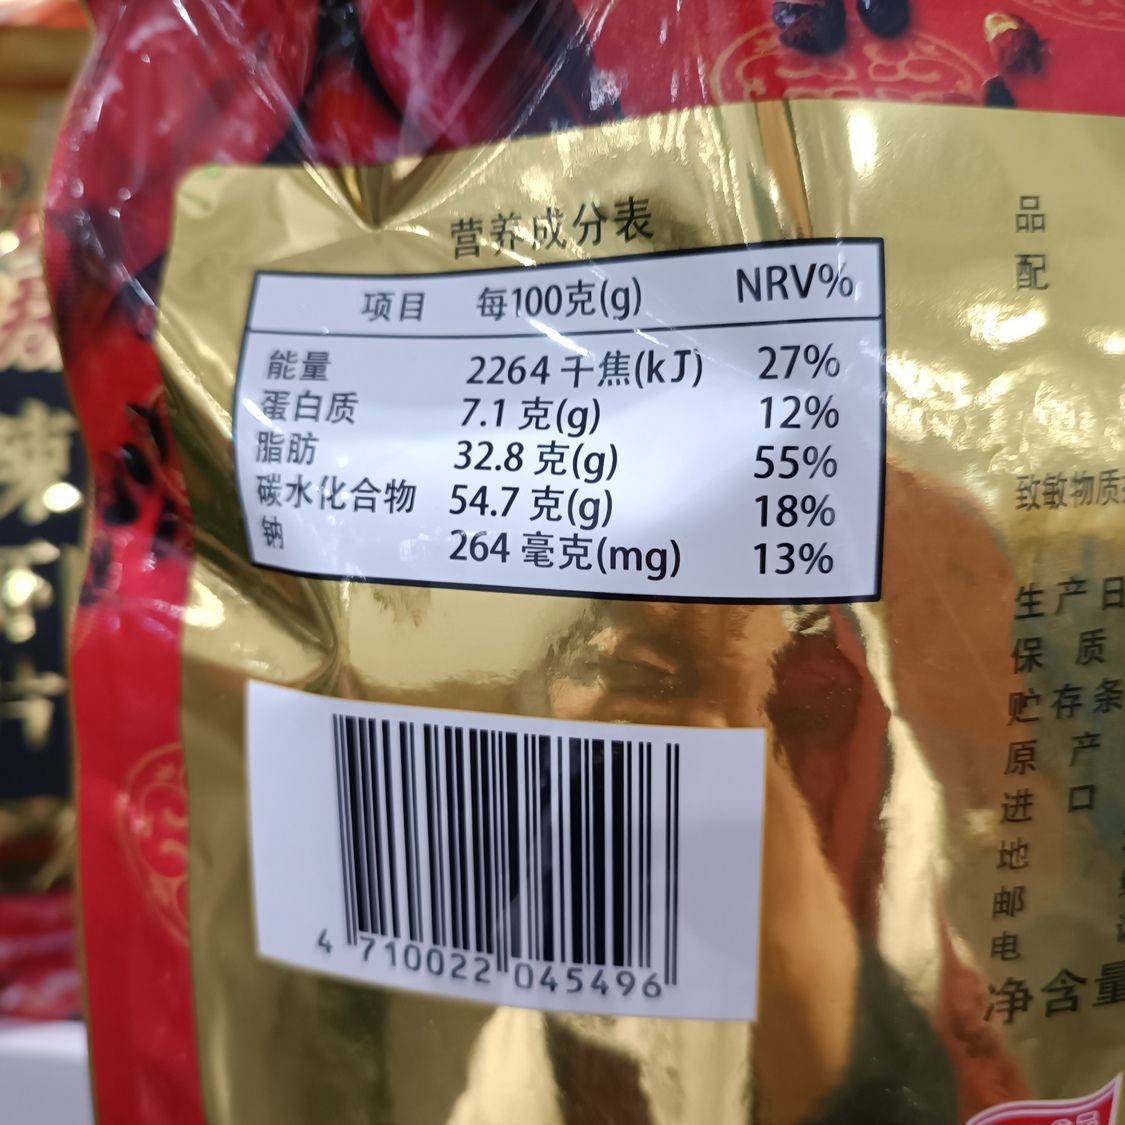 营养成分表
项目 每100克(g) NRV%
能量 2264 千焦(kJ) 27%
蛋白质 7.1 克(g) 12%
脂肪 32.8 克(g) 55%
碳水化合物 54.7 克(g) 18%
钠 264 毫克(mg) 13%
4 710022 045496
品
配
致敏物质
生产日
保质
贮存条
原产
进口
地
邮
电
净含量